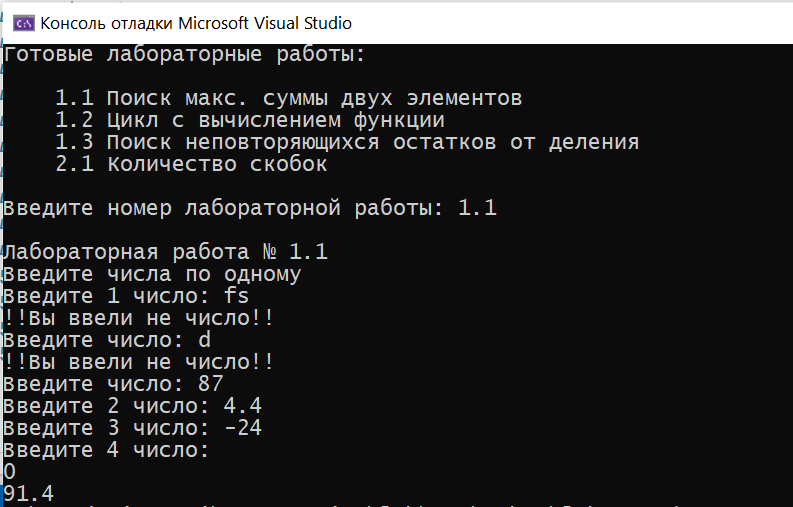 Консоль отладки Microsoft Visual Studio
Готовые лабораторные работы:
1.1 Поиск макс. суммы двух элементов
1.2 Цикл с вычислением функции
1.3 Поиск неповторяющихся остатков от деления
2.1 Количество скобок
Введите номер лабораторной работы: 1.1
Лабораторная работа № 1.1
Введите числа по одному
Введите 1 число: fs
!!Вы ввели не число!!
Введите число: d
!!Вы ввели не число!!
Введите число: 87
Введите 2 число: 4.4
Введите 3 число: -24
Введите 4 число:
0
91.4